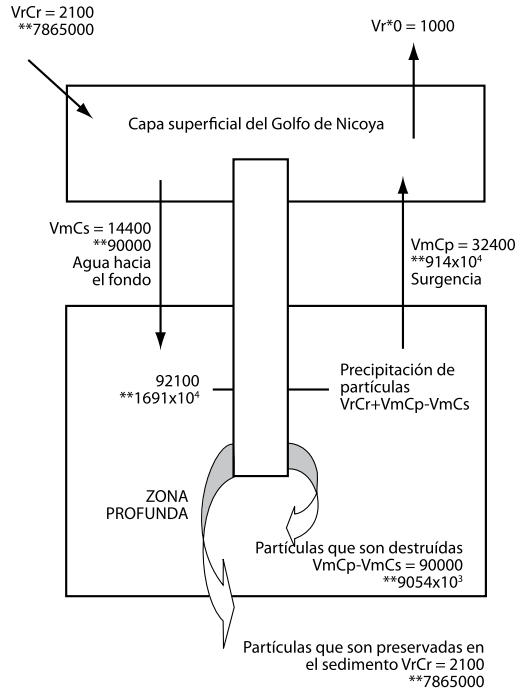 VrCr = 2100
**7865000
Vr*0 = 1000
Capa superficial del Golfo de Nicoya
VmCs = 14400
**90000
Agua hacia
el fondo
VmCp = 32400
**914x10⁴
Surgencia
92100
**1691x10⁴
Precipitación de
partículas
VrCr+VmCp-VmCs
ZONA
PROFUNDA
Partículas que son destruídas
VmCp-VmCs = 90000
**9054x10³
Partículas que son preservadas en
el sedimento VrCr = 2100
**7865000